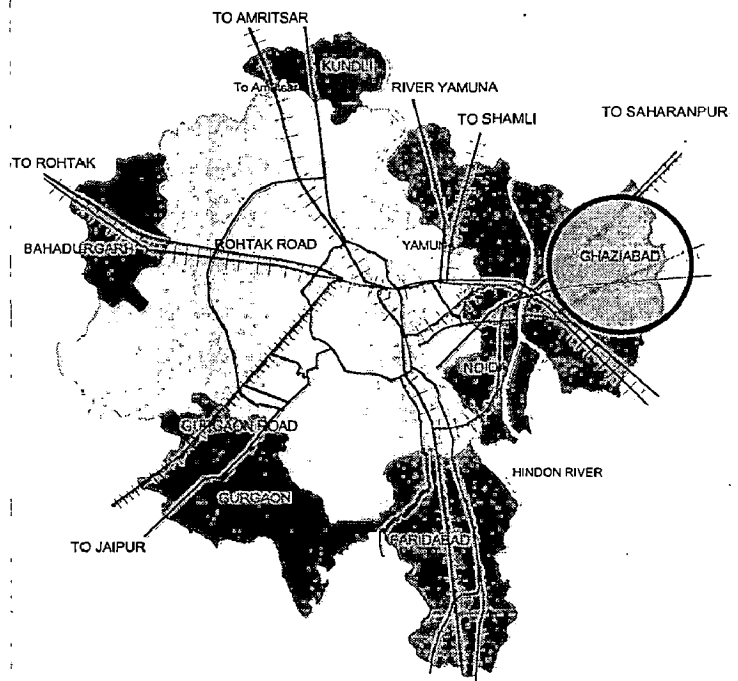 TO AMRITSAR
KUNDLI
To Amritsar
RIVER YAMUNA
TO SHAMLI
TO SAHARANPUR
TO ROHTAK
BAHADURGARH
ROHTAK ROAD
YAMUN
GHAZIABAD
NOIDA
GURGAON ROAD
HINDON RIVER
GURGAON
FARIDABAD
TO JAIPUR